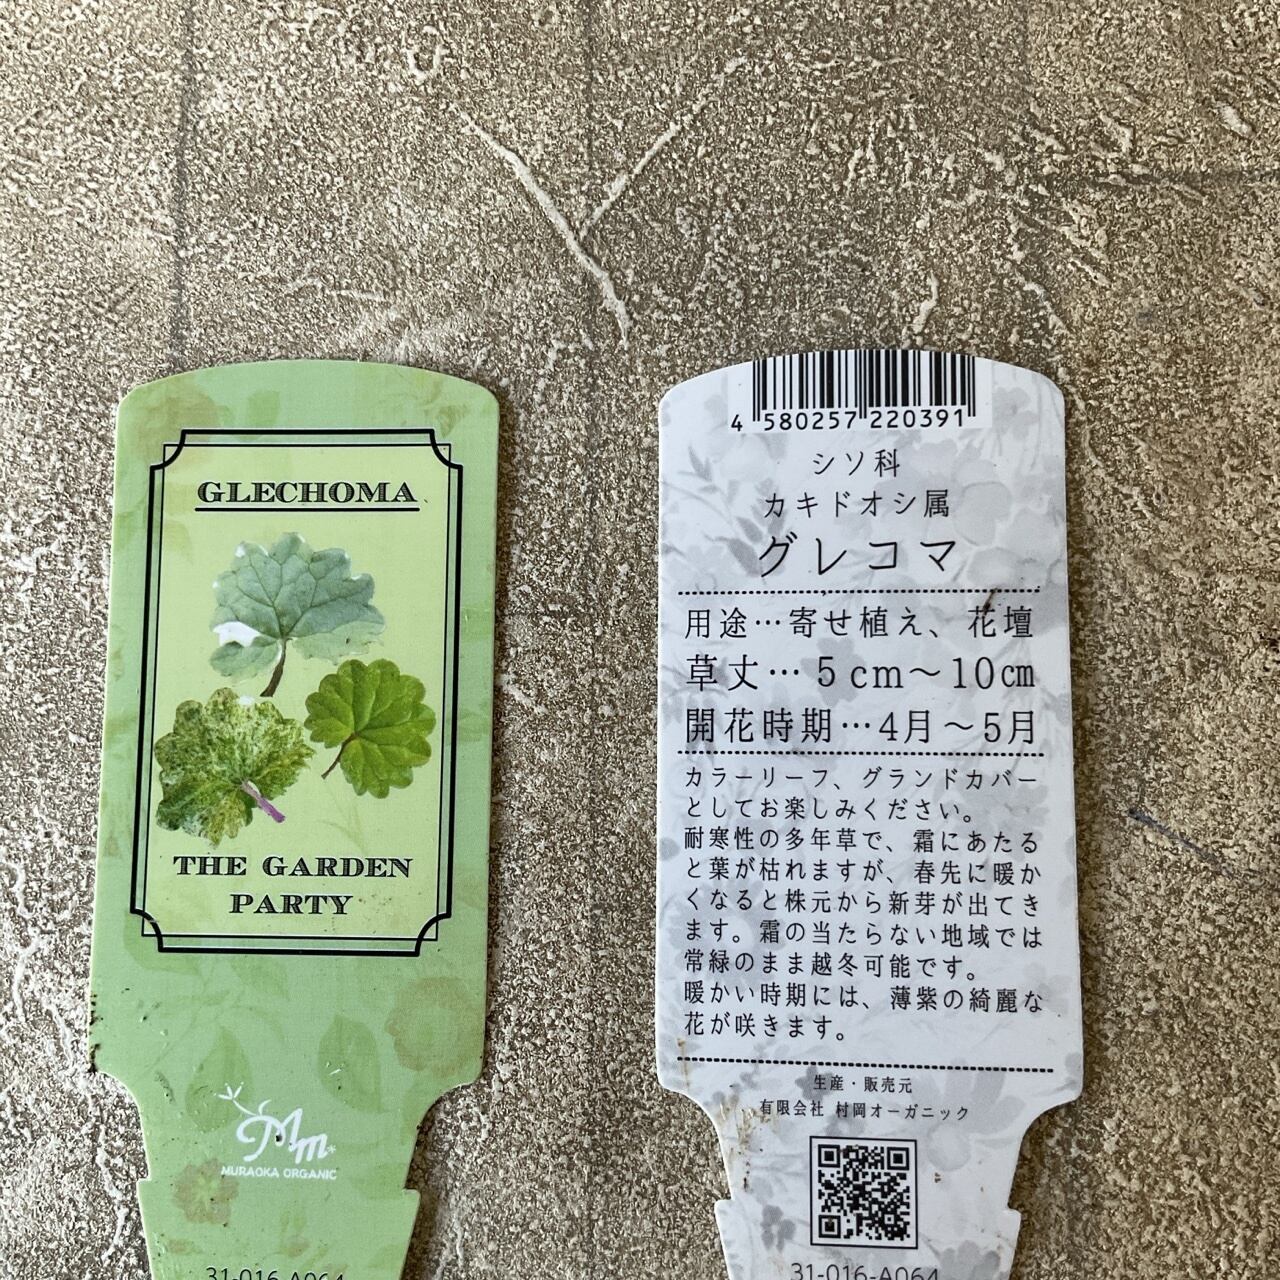 GLECHOMA
THE GARDEN
PARTY
Mm
MURAOKA ORGANIC
31-016-A064
4 580257 220391
シソ科
カキドオシ属
グレコマ
用途…寄せ植え、花壇
草丈…5cm～10㎝
開花時期…4月～5月
カラーリーフ、グランドカバー
としてお楽しみください。
耐寒性の多年草で、霜にあたる
と葉が枯れますが、春先に暖か
くなると株元から新芽が出てき
ます。霜の当たらない地域では
常緑のまま越冬可能です。
暖かい時期には、薄紫の綺麗な
花が咲きます。
生産・販売元
有限会社 村岡オーガニック
31-016-A064